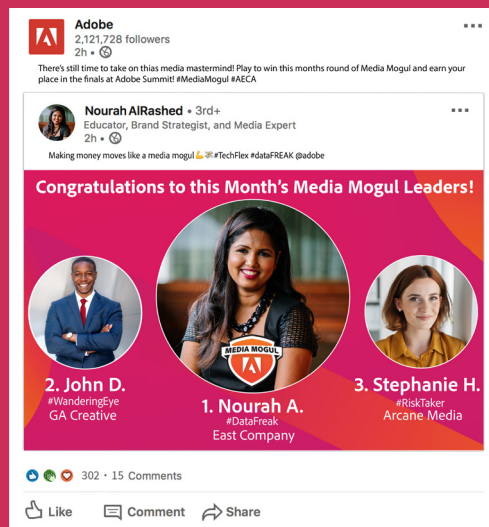 Adobe
2,121,728 followers
2h •
There's still time to take on thias media mastermind! Play to win this months round of Media Mogul and earn your
place in the finals at Adobe Summit! #MediaMogul #AECA
Nourah AlRashed • 3rd+
Educator, Brand Strategist, and Media Expert
2h •
Making money moves like a media mogul💪💸#TechFlex #dataFREAK @adobe
Congratulations to this Month's Media Mogul Leaders!
MEDIA MOGUL
2. John D.
#WanderingEye
GA Creative
1. Nourah A.
#DataFreak
East Company
3. Stephanie H.
#RiskTaker
Arcane Media
302 · 15 Comments
Like Comment Share